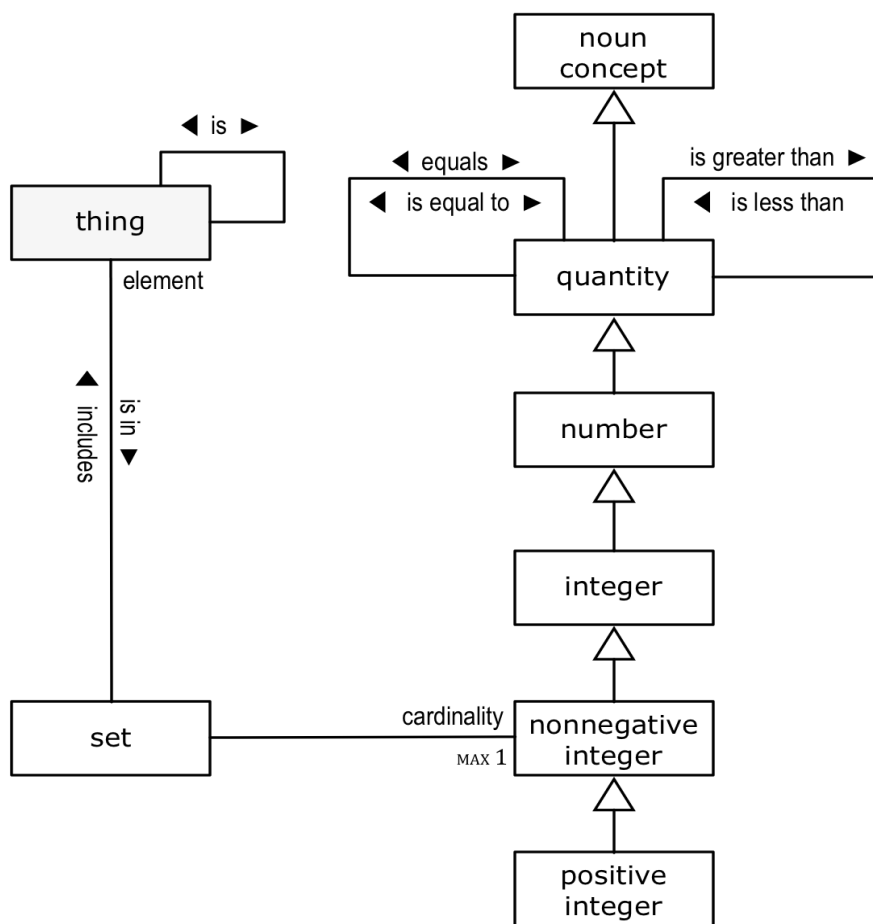 noun
concept
◄ is ►
◄ equals ►
is greater than ►
◄ is equal to ►
◄ is less than
thing
element
quantity
◄ includes
is in ►
number
integer
set
cardinality
MAX 1
nonnegative
integer
positive
integer